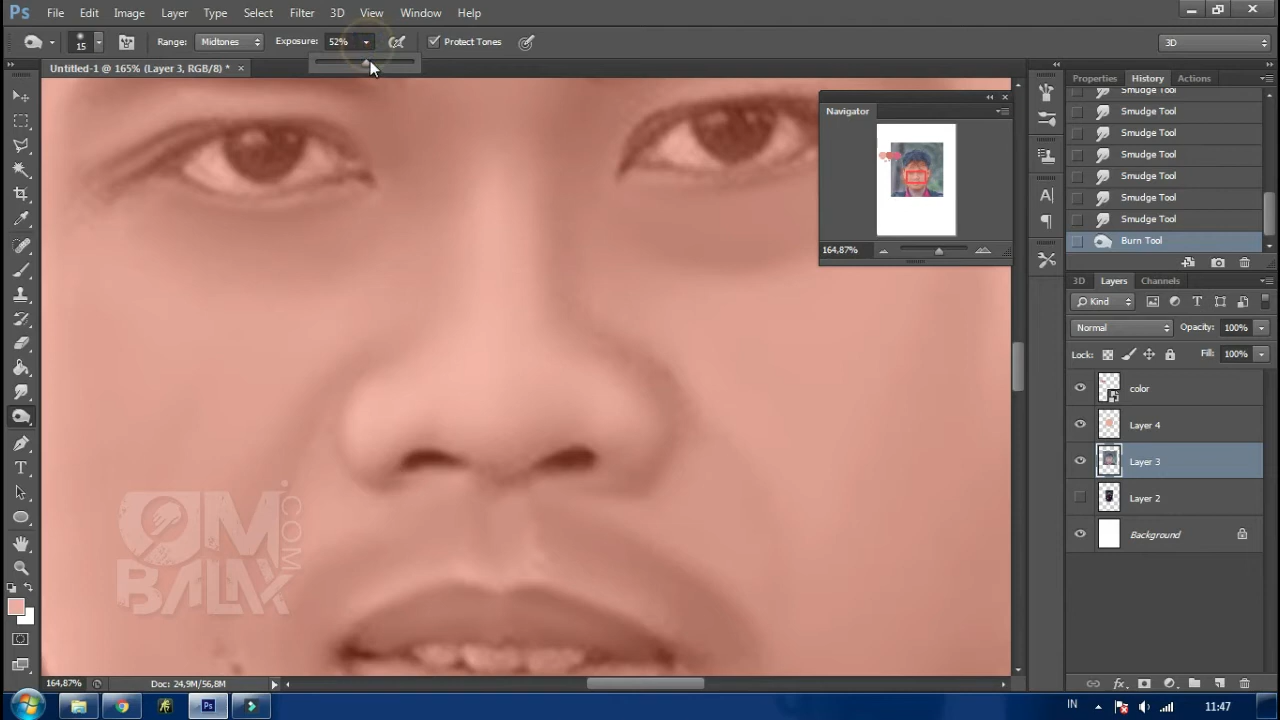 Ps File Edit Image Layer Type Select Filter 3D View Window Help
15 Range: Midtones Exposure: 52% Protect Tones 3D
Untitled-1 @ 165% (Layer 3, RGB/8) * ×
Properties History Actions
Smudge Tool
Smudge Tool
Smudge Tool
Smudge Tool
Smudge Tool
Smudge Tool
Smudge Tool
Burn Tool
Navigator
164,87%
3D Layers Channels
Kind
Normal Opacity: 100%
Lock: Fill: 100%
color
Layer 4
Layer 3
Layer 2
Background
OM
BALAK
.COM
164,87% Doc: 24,9M/56,8M
Ps IN 11:47